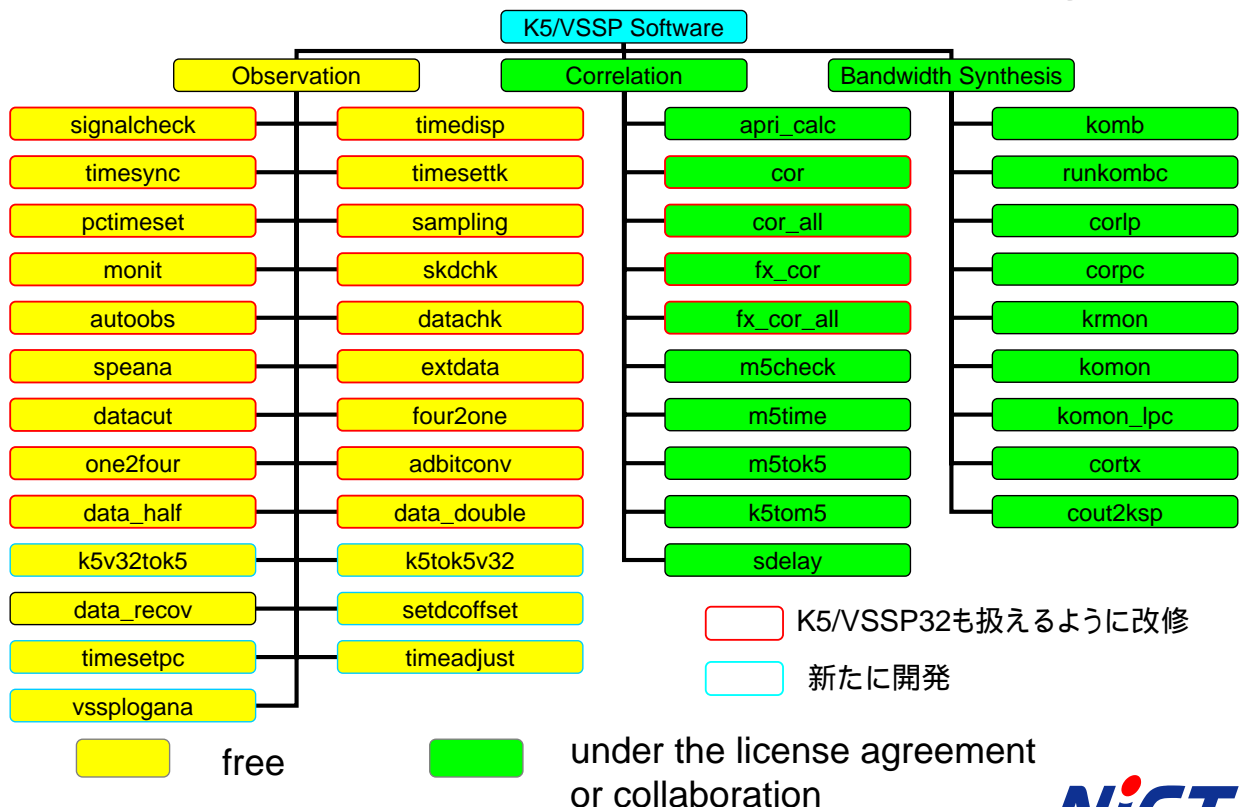 K5/VSSP Software
Observation
Correlation
Bandwidth Synthesis
signalcheck
timedisp
apri_calc
komb
timesync
timesettk
cor
runkombc
pctimeset
sampling
cor_all
corlp
monit
skdchk
fx_cor
corpc
autoobs
datachk
fx_cor_all
krmon
speana
extdata
m5check
komon
datacut
four2one
m5time
komon_lpc
one2four
adbitconv
m5tok5
cortx
data_half
data_double
k5tom5
cout2ksp
k5v32tok5
k5tok5v32
sdelay
data_recov
setdcoffset
K5/VSSP32も扱えるように改修
timesetpc
timeadjust
新たに開発
vssplogana
free
under the license agreement
or collaboration
NICT